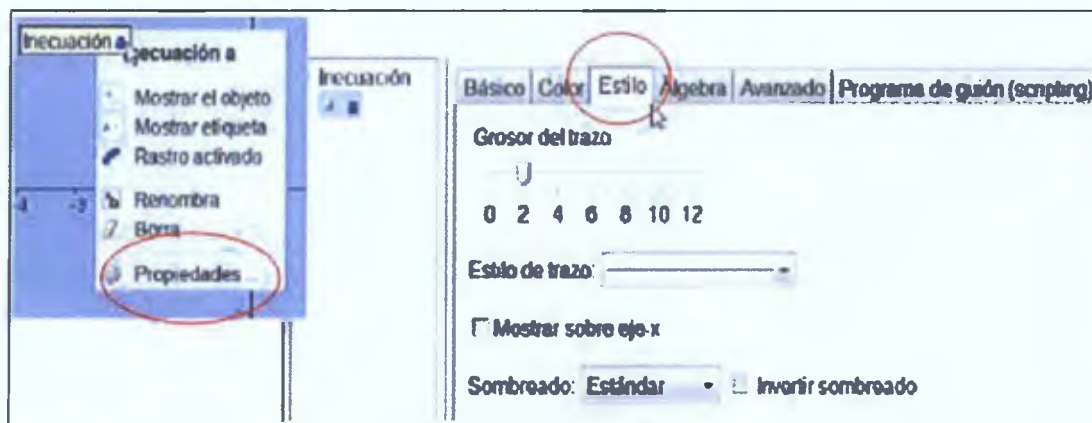 Inecuación a
Inecuación a
Mostrar el objeto
Mostrar etiqueta
Rastro activado
Renombra
Borra
Propiedades ...
Inecuación
a
Básico Color Estilo Álgebra Avanzado Programa de guión (scripting)
Grosor del trazo
0 2 4 6 8 10 12
Estilo de trazo:
Mostrar sobre eje-x
Sombreado: Estándar
Invertir sombreado
-4 -3